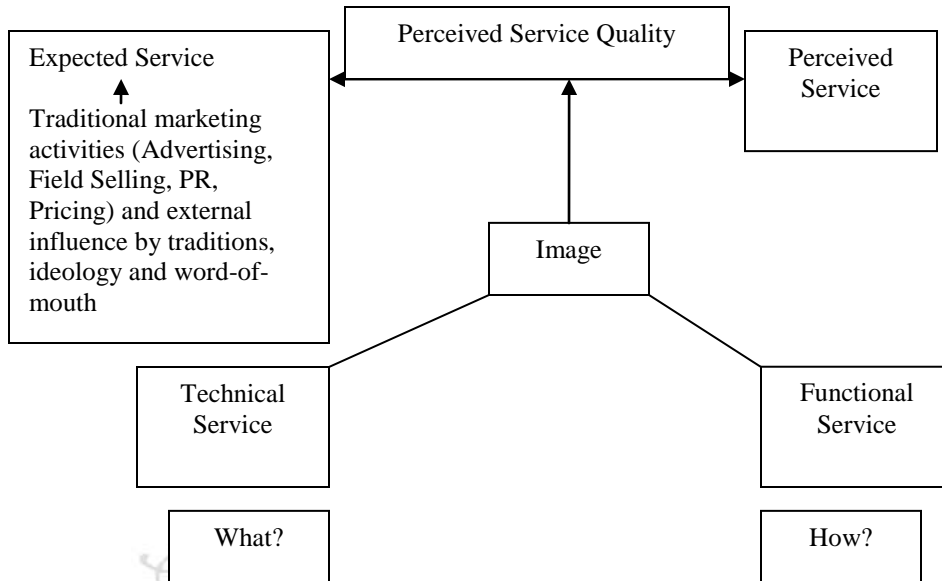 Perceived Service Quality
Expected Service
Traditional marketing
activities (Advertising,
Field Selling, PR,
Pricing) and external
influence by traditions,
ideology and word-of-
mouth
Perceived
Service
Image
Technical
Service
Functional
Service
What?
How?